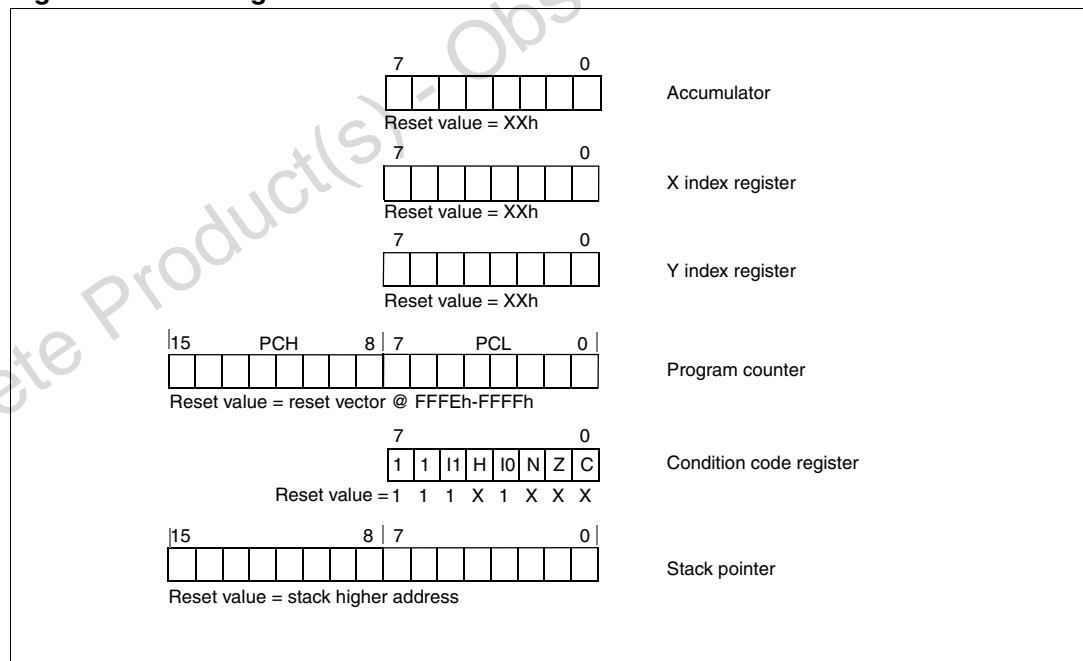 7 0
Accumulator
Reset value = XXh
7 0
X index register
Reset value = XXh
7 0
Y index register
Reset value = XXh
15 PCH 8 7 PCL 0
Program counter
Reset value = reset vector @ FFFEh-FFFFh
7 0
1 1 I1 H I0 N Z C
Condition code register
Reset value = 1 1 1 X 1 X X X
15 8 7 0
Stack pointer
Reset value = stack higher address
ete Product(s) - Obs